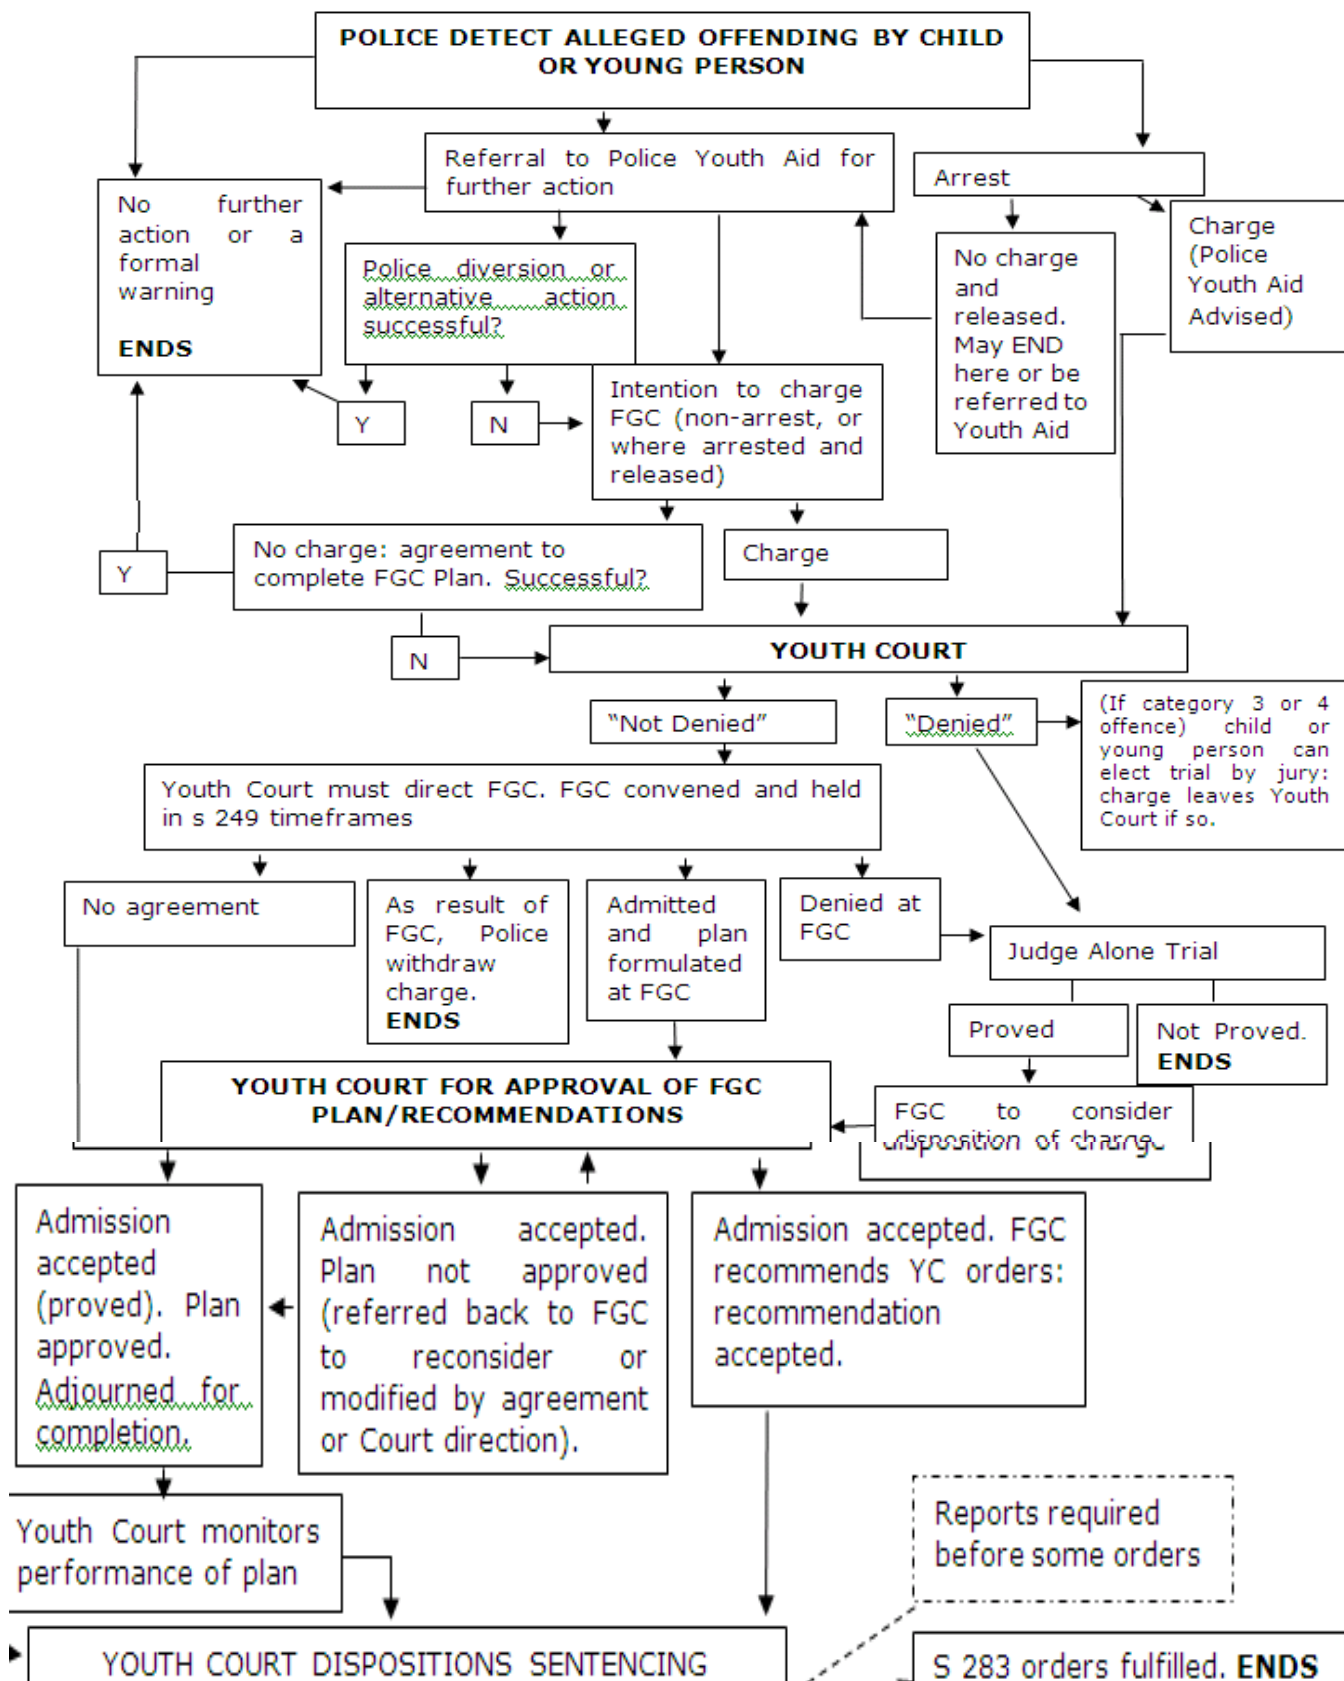 POLICE DETECT ALLEGED OFFENDING BY CHILD
OR YOUNG PERSON
Referral to Police Youth Aid for
further action
Arrest
No further
action or a
formal
warning
ENDS
Charge
(Police
Youth Aid
Advised)
Police diversion or
alternative action
successful?
No charge
and
released.
May END
here or be
referred to
Youth Aid
Y
N
Intention to charge
FGC (non-arrest, or
where arrested and
released)
No charge: agreement to
complete FGC Plan. Successful?
Charge
Y
N
YOUTH COURT
"Not Denied"
"Denied"
(If category 3 or 4
offence) child or
young person can
elect trial by jury:
charge leaves Youth
Court if so.
Youth Court must direct FGC. FGC convened and held
in s 249 timeframes
No agreement
As result of
FGC, Police
withdraw
charge.
ENDS
Admitted
and plan
formulated
at FGC
Denied at
FGC
Judge Alone Trial
Proved
Not Proved.
ENDS
YOUTH COURT FOR APPROVAL OF FGC
PLAN/RECOMMENDATIONS
FGC to consider
disposition of charge
Admission
accepted
(proved). Plan
approved.
Adjourned for
completion.
Admission accepted.
Plan not approved
(referred back to FGC
to reconsider or
modified by agreement
or Court direction).
Admission accepted. FGC
recommends YC orders:
recommendation
accepted.
Youth Court monitors
performance of plan
Reports required
before some orders
YOUTH COURT DISPOSITIONS SENTENCING
S 283 orders fulfilled. ENDS